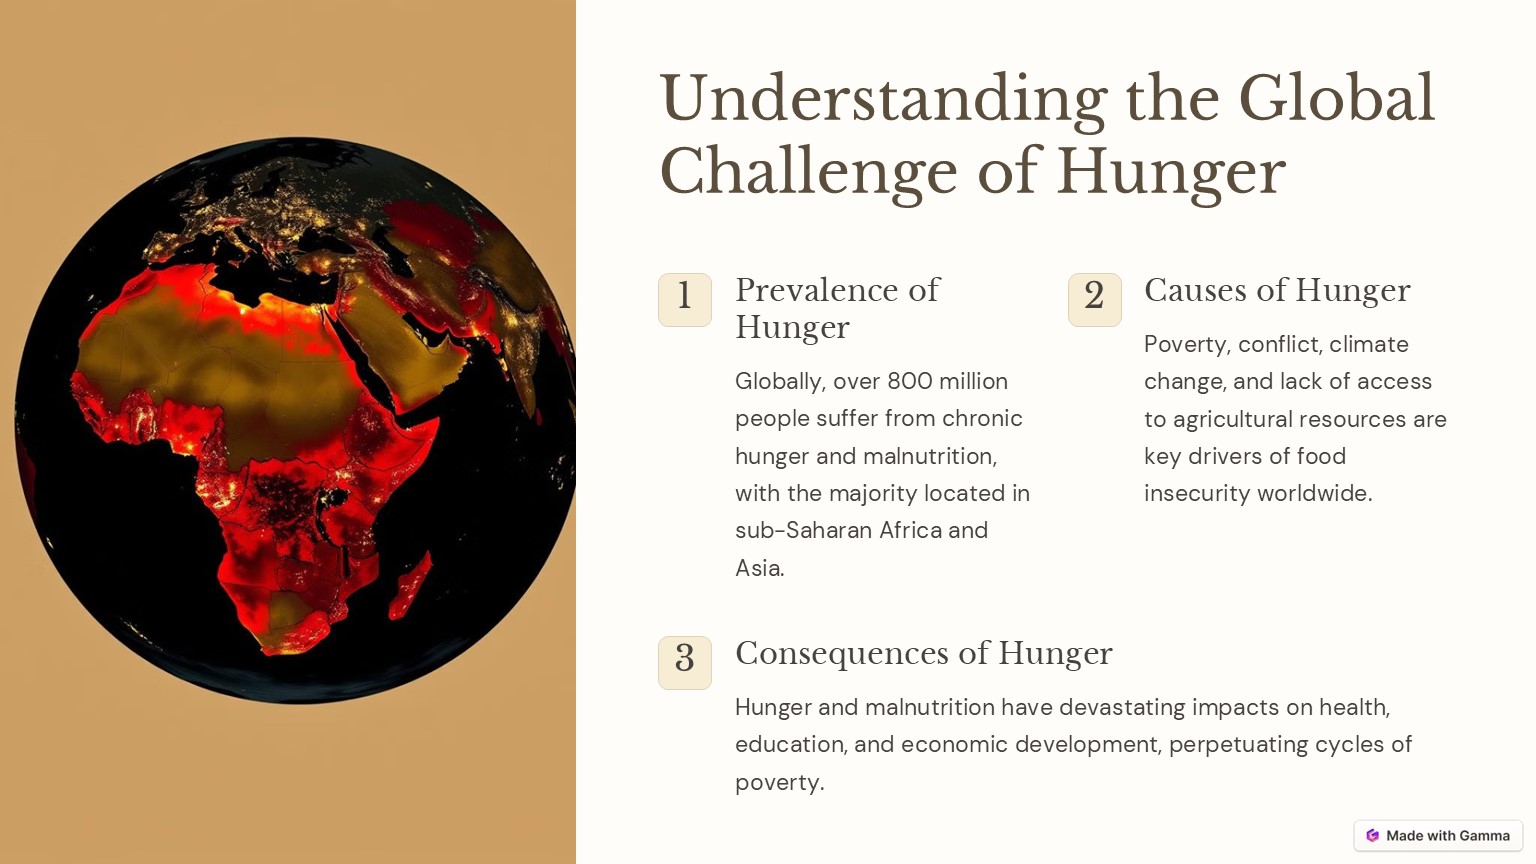 Understanding the Global
Challenge of Hunger
1
Prevalence of
Hunger
Globally, over 800 million
people suffer from chronic
hunger and malnutrition,
with the majority located in
sub-Saharan Africa and
Asia.
2
Causes of Hunger
Poverty, conflict, climate
change, and lack of access
to agricultural resources are
key drivers of food
insecurity worldwide.
3
Consequences of Hunger
Hunger and malnutrition have devastating impacts on health,
education, and economic development, perpetuating cycles of
poverty.
Made with Gamma